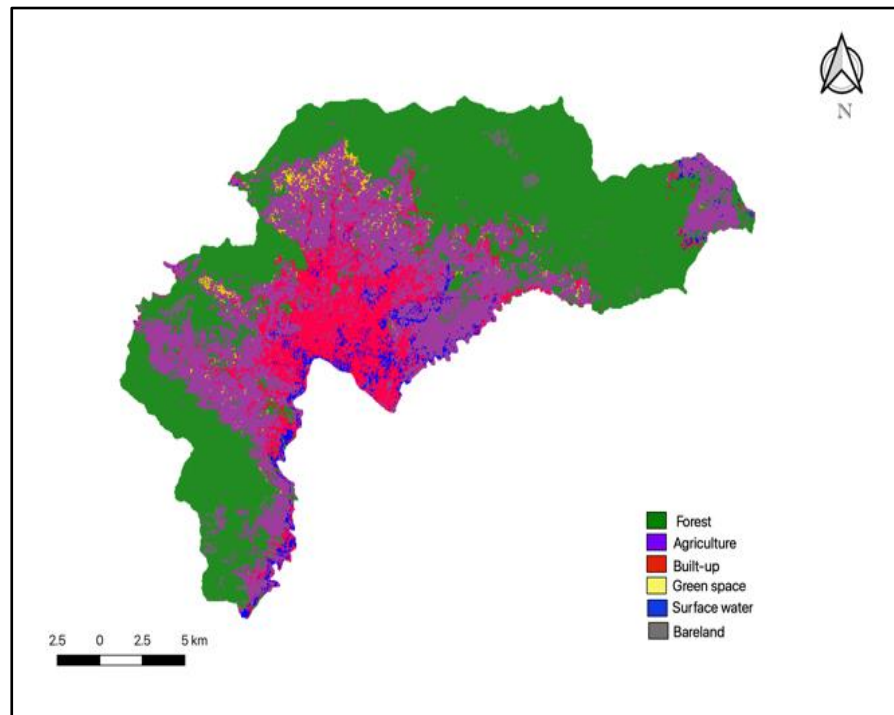 N
Forest
Agriculture
Built-up
Green space
Surface water
Bareland
2.5 0 2.5 5 km